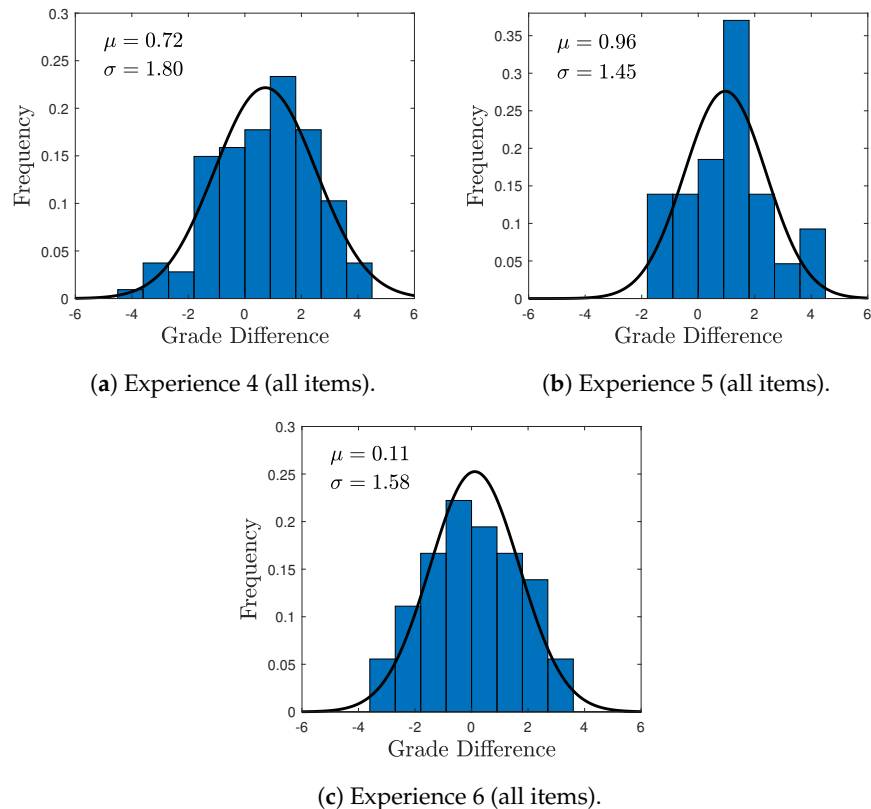 μ = 0.72
σ = 1.80
0.3
0.25
0.2
0.15
0.1
0.05
0
Frequency
-6 -4 -2 0 2 4 6
Grade Difference
(a) Experience 4 (all items).
μ = 0.96
σ = 1.45
0.35
0.3
0.25
0.2
0.15
0.1
0.05
0
Frequency
-6 -4 -2 0 2 4 6
Grade Difference
(b) Experience 5 (all items).
μ = 0.11
σ = 1.58
0.3
0.25
0.2
0.15
0.1
0.05
0
Frequency
-6 -4 -2 0 2 4 6
Grade Difference
(c) Experience 6 (all items).